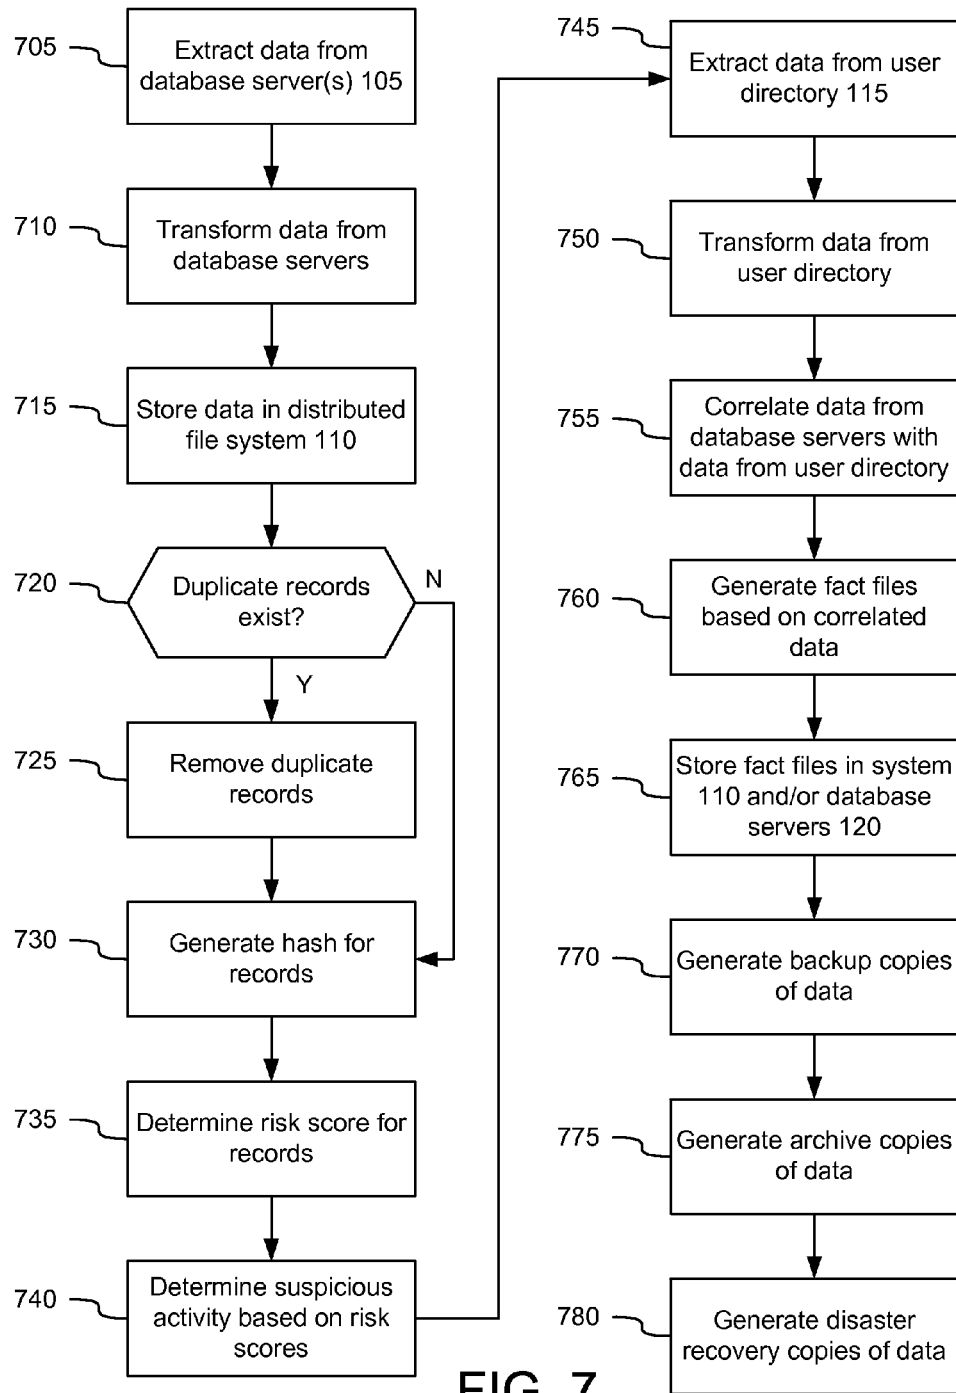 705
Extract data from
database server(s) 105
710
Transform data from
database servers
715
Store data in distributed
file system 110
720
Duplicate records
exist?
N
Y
725
Remove duplicate
records
730
Generate hash for
records
735
Determine risk score for
records
740
Determine suspicious
activity based on risk
scores
745
Extract data from user
directory 115
750
Transform data from
user directory
755
Correlate data from
database servers with
data from user directory
760
Generate fact files
based on correlated
data
765
Store fact files in system
110 and/or database
servers 120
770
Generate backup copies
of data
775
Generate archive copies
of data
780
Generate disaster
recovery copies of data
FIG. 7